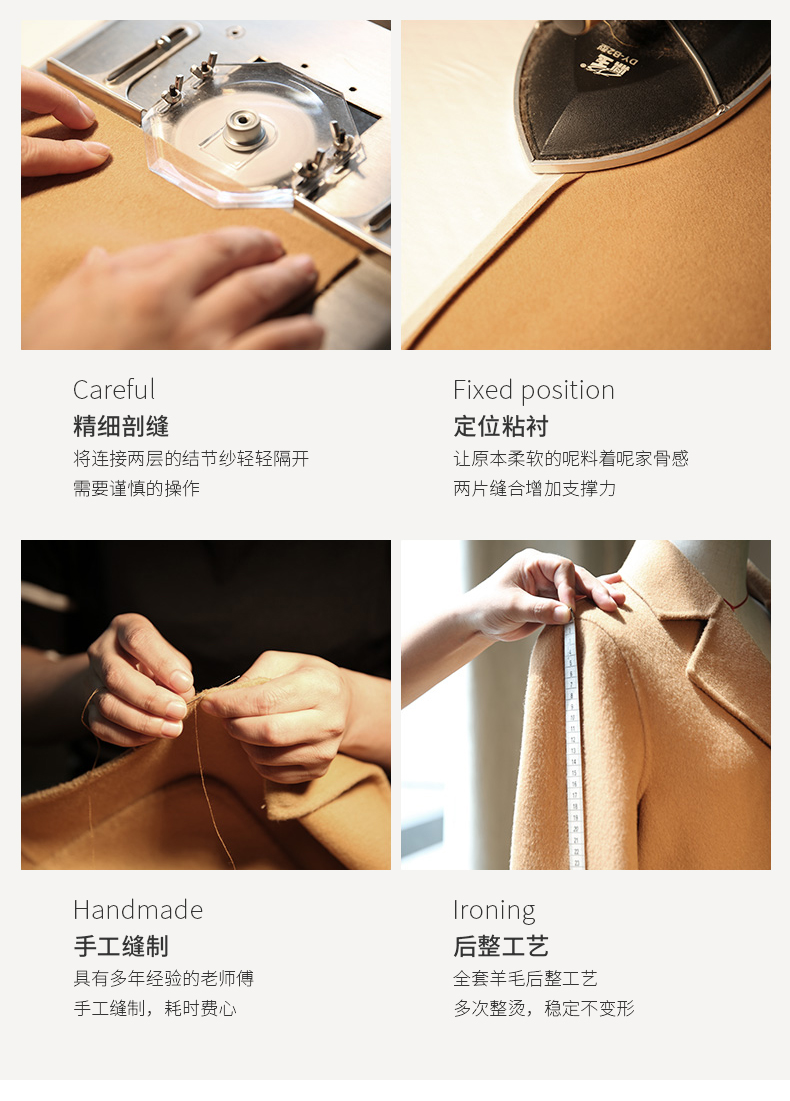 Careful
精细剖缝
将连接两层的结节纱轻轻隔开
需要谨慎的操作
DY-B2型
Fixed position
定位粘衬
让原本柔软的呢料着呢家骨感
两片缝合增加支撑力
Handmade
手工缝制
具有多年经验的老师傅
手工缝制，耗时费心
Ironing
后整工艺
全套羊毛后整工艺
多次整烫，稳定不变形